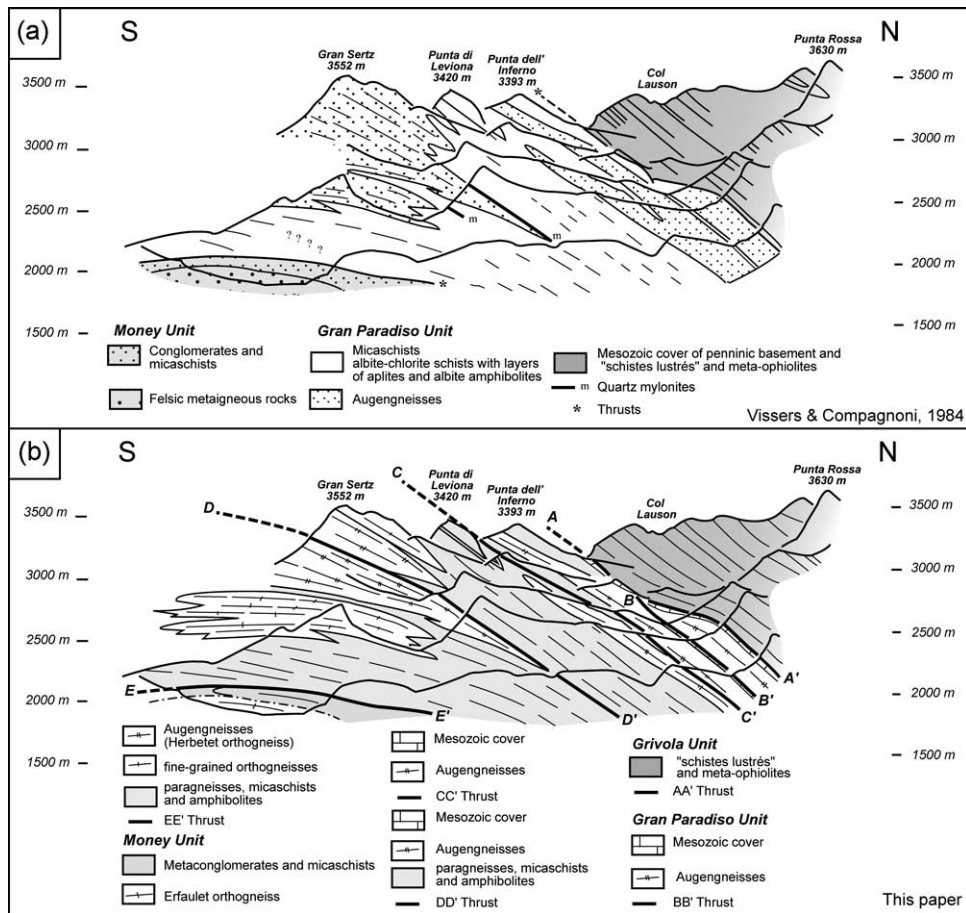 (a)
S
N
Gran Sertz
3552 m
Punta di
Leviona
3420 m
Punta dell'
Inferno
3393 m
Col
Lauson
Punta Rossa
3630 m
3500 m
3000 m
2500 m
2000 m
1500 m
3500 m
3000 m
2500 m
2000 m
1500 m
*
m
m
? ? ? ?
*
Money Unit
Conglomerates and
micaschists
Felsic metaigneous rocks
Gran Paradiso Unit
Micaschists
albite-chlorite schists with layers
of aplites and albite amphibolites
Augengneisses
Mesozoic cover of penninic basement and
"schistes lustrés" and meta-ophiolites
m Quartz mylonites
* Thrusts
Vissers & Compagnoni, 1984
(b)
S
N
Gran Sertz
3552 m
Punta di
Leviona
3420 m
Punta dell'
Inferno
3393 m
Col
Lauson
Punta Rossa
3630 m
3500 m
3000 m
2500 m
2000 m
1500 m
3500 m
3000 m
2500 m
2000 m
1500 m
D
C
A
B
E
E'
D'
C'
B'
A'
Augengneisses
(Herbetet orthogneiss)
fine-grained orthogneisses
paragneisses, micaschists
and amphibolites
EE' Thrust
Money Unit
Metaconglomerates and micaschists
Erfaulet orthogneiss
Mesozoic cover
Augengneisses
CC' Thrust
Mesozoic cover
Augengneisses
paragneisses, micaschists
and amphibolites
DD' Thrust
Grivola Unit
"schistes lustrés"
and meta-ophiolites
AA' Thrust
Gran Paradiso Unit
Mesozoic cover
Augengneisses
BB' Thrust
This paper